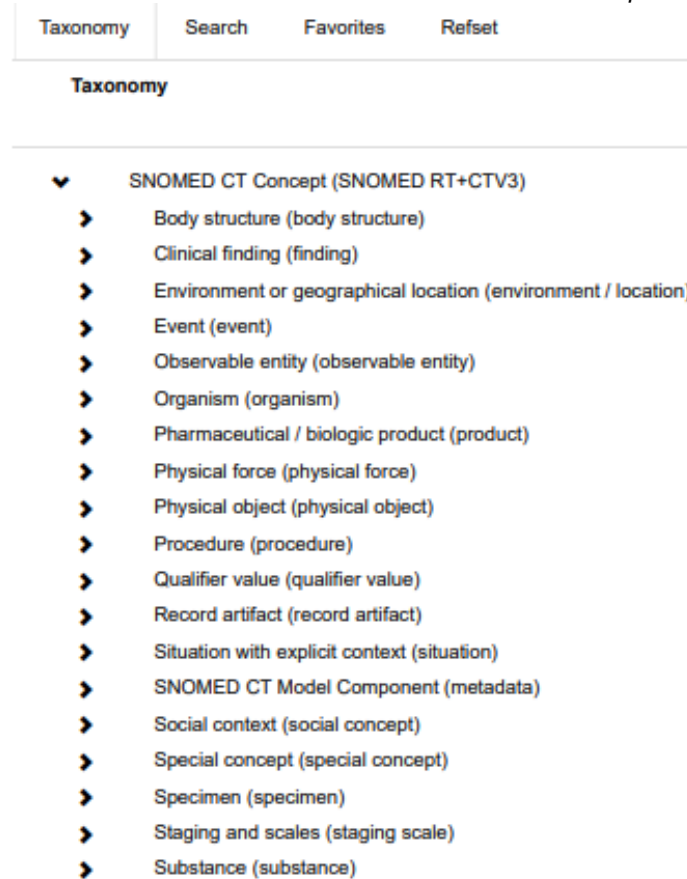 Taxonomy Search Favorites Refset
Taxonomy
SNOMED CT Concept (SNOMED RT+CTV3)
Body structure (body structure)
Clinical finding (finding)
Environment or geographical location (environment / location)
Event (event)
Observable entity (observable entity)
Organism (organism)
Pharmaceutical / biologic product (product)
Physical force (physical force)
Physical object (physical object)
Procedure (procedure)
Qualifier value (qualifier value)
Record artifact (record artifact)
Situation with explicit context (situation)
SNOMED CT Model Component (metadata)
Social context (social concept)
Special concept (special concept)
Specimen (specimen)
Staging and scales (staging scale)
Substance (substance)